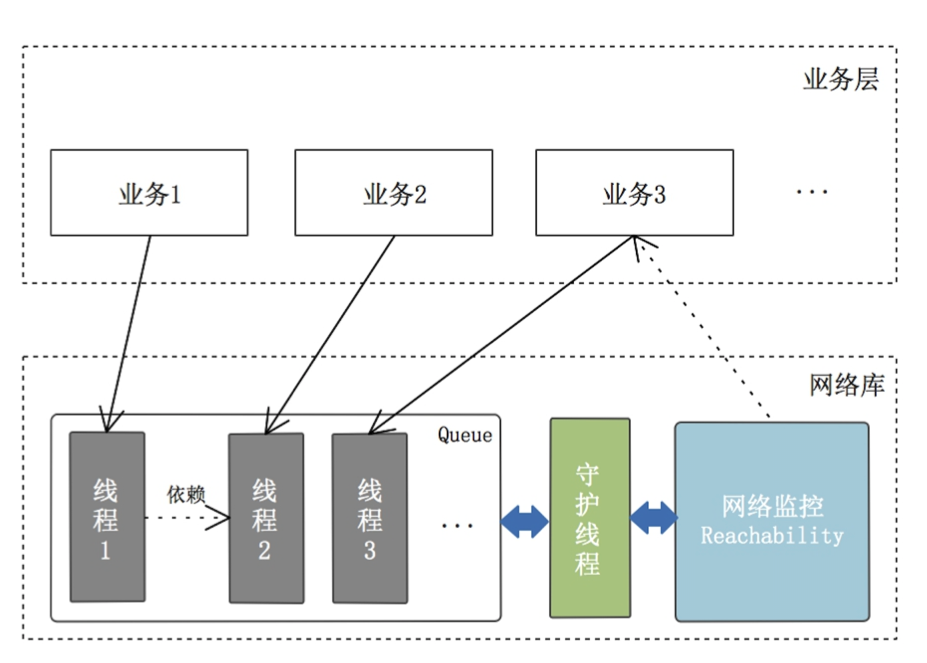 业务层
业务1
业务2
业务3
...
网络库
Queue
线
程
1
依赖
线
程
2
线
程
3
...
守
护
线
程
网络监控
Reachability